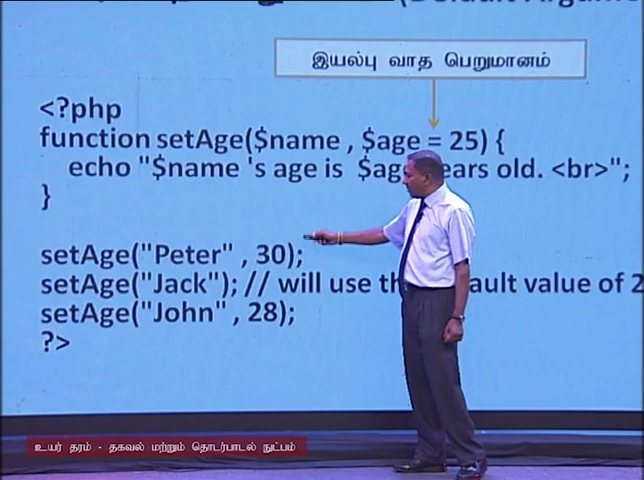 (Default Argume
இயல்பு வாத பெறுமானம்
<?php
function setAge($name , $age = 25) {
echo "$name 's age is $ag ears old. <br>";
}
setAge("Peter" , 30);
setAge("Jack"); // will use th ault value of 2
setAge("John" , 28);
?>
உயர் தரம் - தகவல் மற்றும் தொடர்பாடல் நுட்பம்